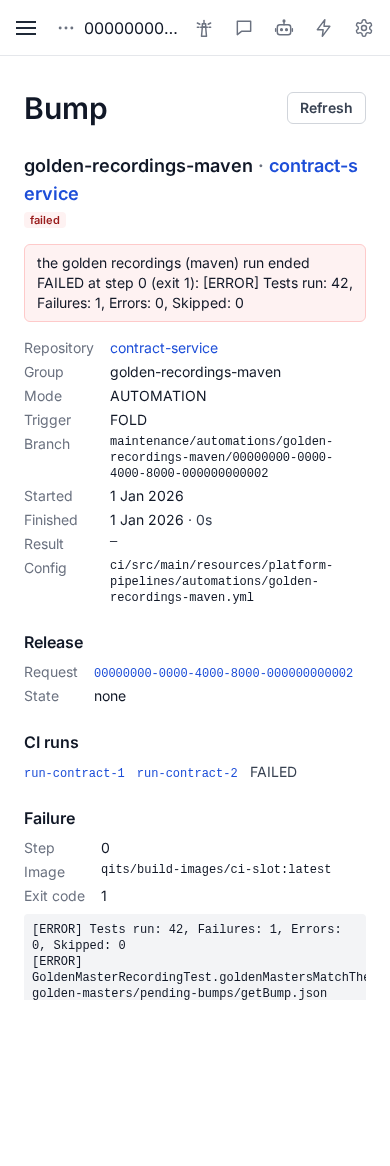 00000000...
Bump
Refresh
golden-recordings-maven · contract-s
ervice
failed
the golden recordings (maven) run ended
FAILED at step 0 (exit 1): [ERROR] Tests run: 42,
Failures: 1, Errors: 0, Skipped: 0
Repository contract-service
Group golden-recordings-maven
Mode AUTOMATION
Trigger FOLD
Branch maintenance/automations/golden-
recordings-maven/00000000-0000-
4000-8000-000000000002
Started 1 Jan 2026
Finished 1 Jan 2026 · 0s
Result –
Config ci/src/main/resources/platform-
pipelines/automations/golden-
recordings-maven.yml
Release
Request 00000000-0000-4000-8000-000000000002
State none
CI runs
run-contract-1 run-contract-2 FAILED
Failure
Step 0
Image qits/build-images/ci-slot:latest
Exit code 1
[ERROR] Tests run: 42, Failures: 1, Errors:
0, Skipped: 0
[ERROR]
GoldenMasterRecordingTest.goldenMastersMatchThe
golden-masters/pending-bumps/getBump.json